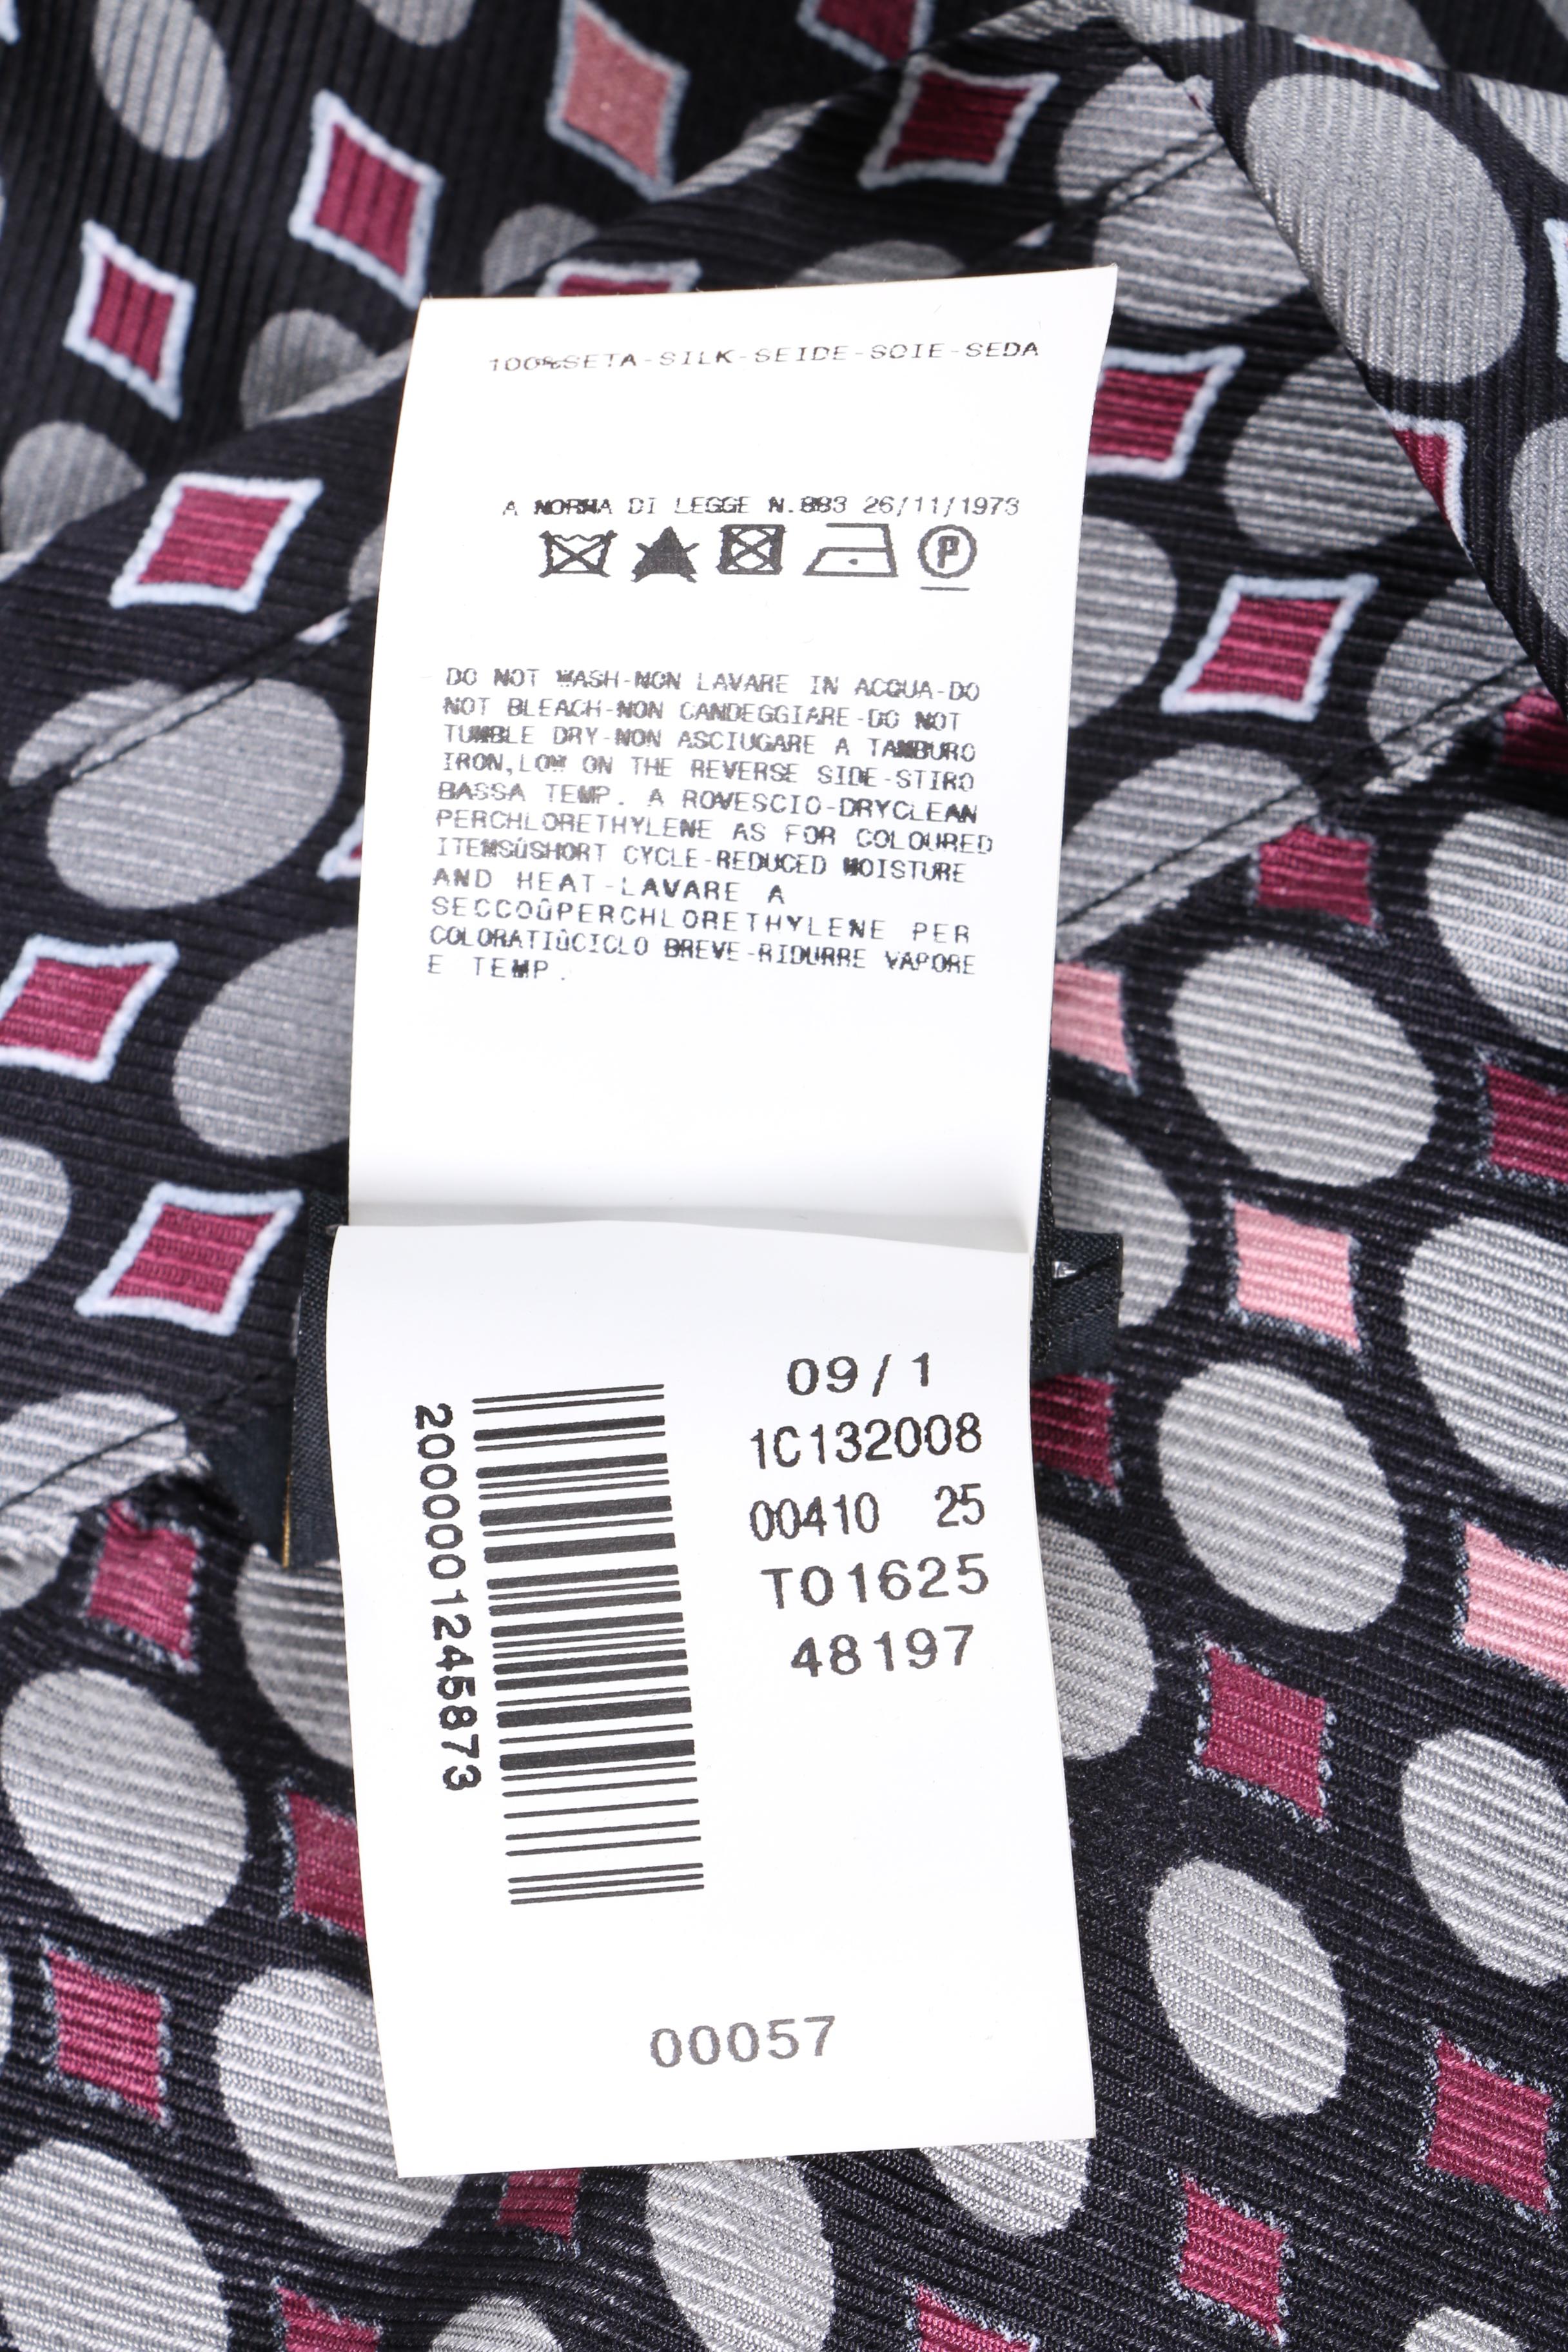 100%SETA-SILK-SEIDE-SOIE-SEDA
A NORMA DI LEGGE N.883 26/11/1973
P
DO NOT WASH-NON LAVARE IN ACQUA-DO
NOT BLEACH-NON CANDEGGIARE-DO NOT
TUMBLE DRY-NON ASCIUGARE A TAMBURO
IRON,LOW ON THE REVERSE SIDE-STIRO
BASSA TEMP. A ROVESCIO-DRYCLEAN
PERCHLORETHYLENE AS FOR COLOURED
ITEMSûSHORT CYCLE-REDUCED MOISTURE
AND HEAT-LAVARE A
SECCOûPERCHLORETHYLENE PER
COLORATIûCICLO BREVE-RIDURRE VAPORE
E TEMP.
2000001245873
09/1
1C132008
00410 25
T01625
48197
00057